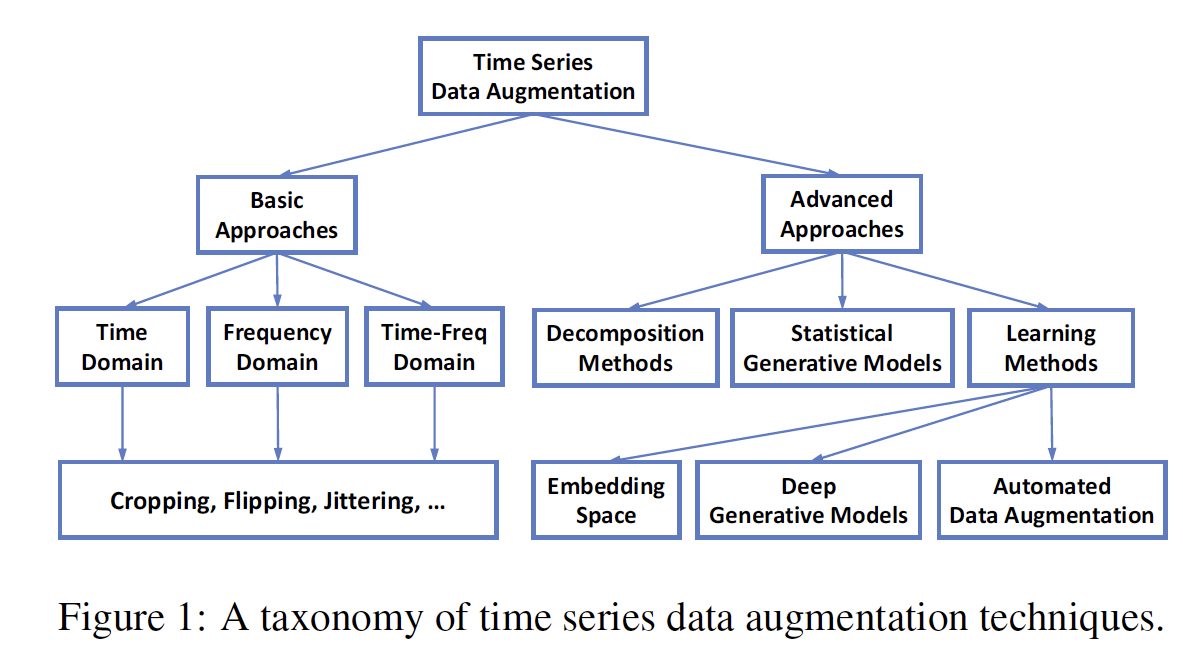 Time Series
Data Augmentation
Basic
Approaches
Advanced
Approaches
Time
Domain
Frequency
Domain
Time-Freq
Domain
Decomposition
Methods
Statistical
Generative Models
Learning
Methods
Cropping, Flipping, Jittering, ...
Embedding
Space
Deep
Generative Models
Automated
Data Augmentation
Figure 1: A taxonomy of time series data augmentation techniques.